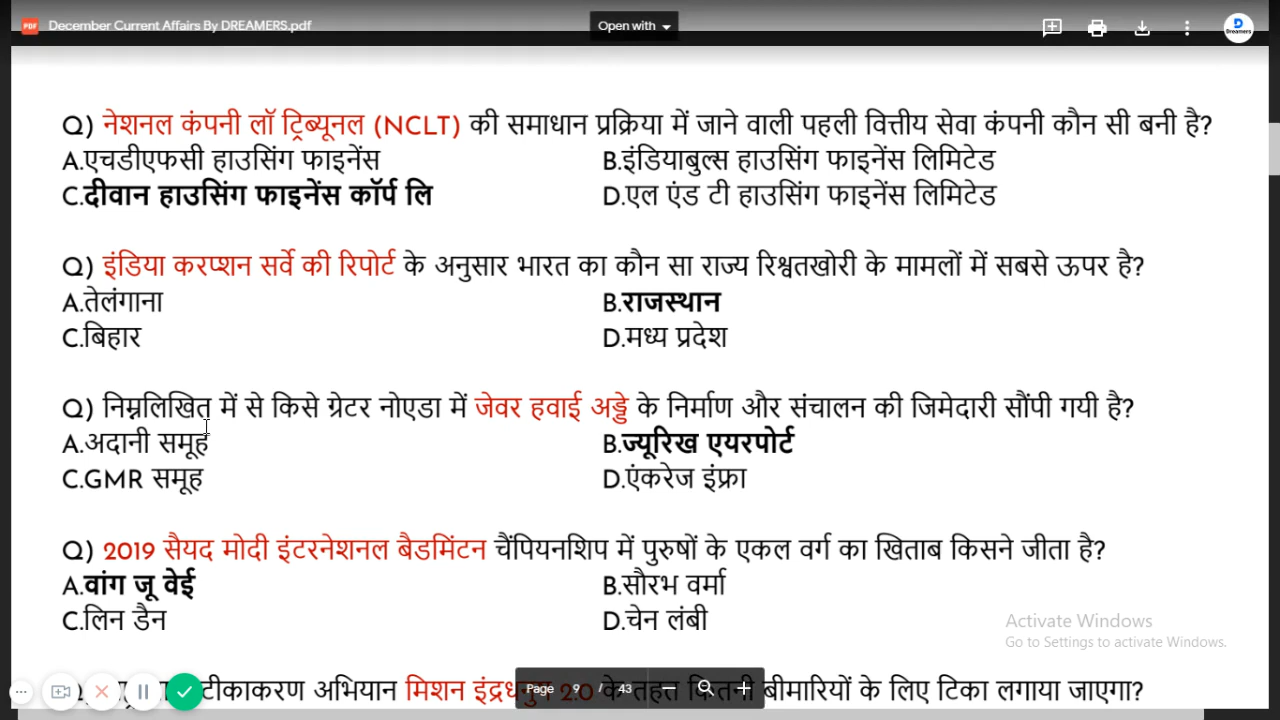 PDF December Current Affairs By DREAMERS.pdf Open with Dreamers
Q) नेशनल कंपनी लॉ ट्रिब्यूनल (NCLT) की समाधान प्रक्रिया में जाने वाली पहली वित्तीय सेवा कंपनी कौन सी बनी है?
A.एचडीएफसी हाउसिंग फाइनेंस B.इंडियाबुल्स हाउसिंग फाइनेंस लिमिटेड
C.दीवान हाउसिंग फाइनेंस कॉर्प लि D.एल एंड टी हाउसिंग फाइनेंस लिमिटेड
Q) इंडिया करप्शन सर्वे की रिपोर्ट के अनुसार भारत का कौन सा राज्य रिश्वतखोरी के मामलों में सबसे ऊपर है?
A.तेलंगाना B.राजस्थान
C.बिहार D.मध्य प्रदेश
Q) निम्नलिखित में से किसे ग्रेटर नोएडा में जेवर हवाई अड्डे के निर्माण और संचालन की जिमेदारी सौंपी गयी है?
A.अदानी समूह B.ज्यूरिख एयरपोर्ट
C.GMR समूह D.एंकरेज इंफ्रा
Q) 2019 सैयद मोदी इंटरनेशनल बैडमिंटन चैंपियनशिप में पुरुषों के एकल वर्ग का खिताब किसने जीता है?
A.वांग जू वेई B.सौरभ वर्मा
C.लिन डैन D.चेन लंबी
Activate Windows
Go to Settings to activate Windows.
टीकाकरण अभियान मिशन इंद्रधनुष 2.0 के तहत कितनी बीमारियों के लिए टिका लगाया जाएगा?
Page 9 / 43